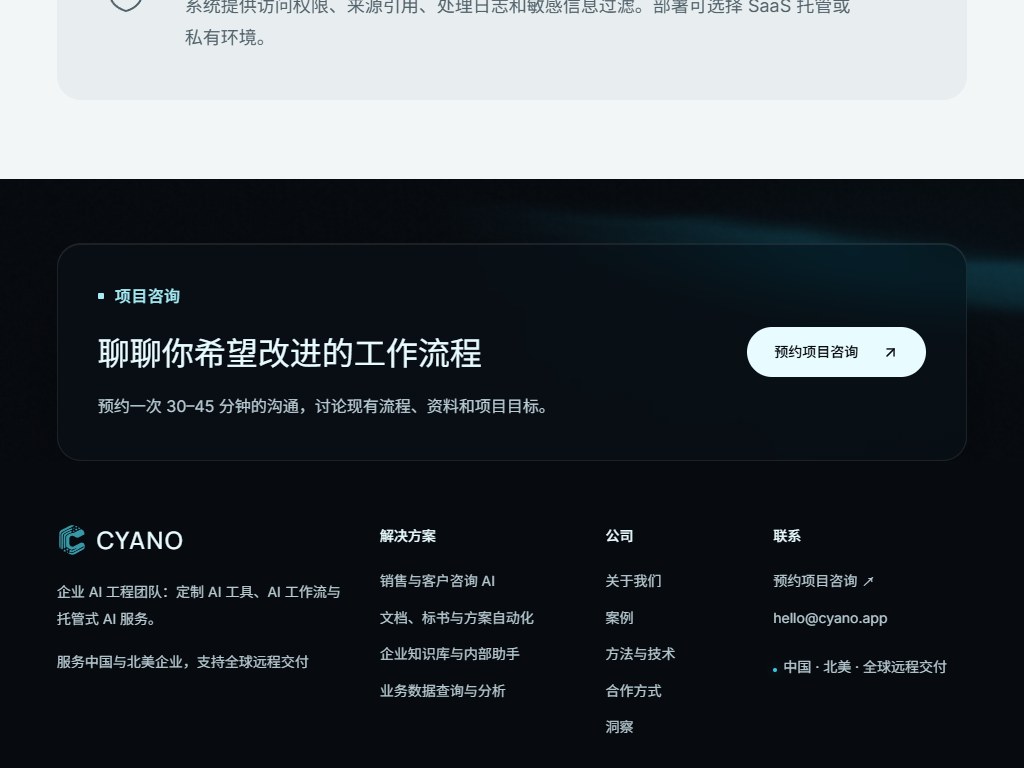 系统提供访问权限、来源引用、处理日志和敏感信息过滤。部署可选择 SaaS 托管或
私有环境。
项目咨询
聊聊你希望改进的工作流程
预约一次 30–45 分钟的沟通，讨论现有流程、资料和项目目标。
预约项目咨询
CYANO
企业 AI 工程团队：定制 AI 工具、AI 工作流与
托管式 AI 服务。
服务中国与北美企业，支持全球远程交付
解决方案
销售与客户咨询 AI
文档、标书与方案自动化
企业知识库与内部助手
业务数据查询与分析
公司
关于我们
案例
方法与技术
合作方式
洞察
联系
预约项目咨询 ↗
hello@cyano.app
中国 · 北美 · 全球远程交付